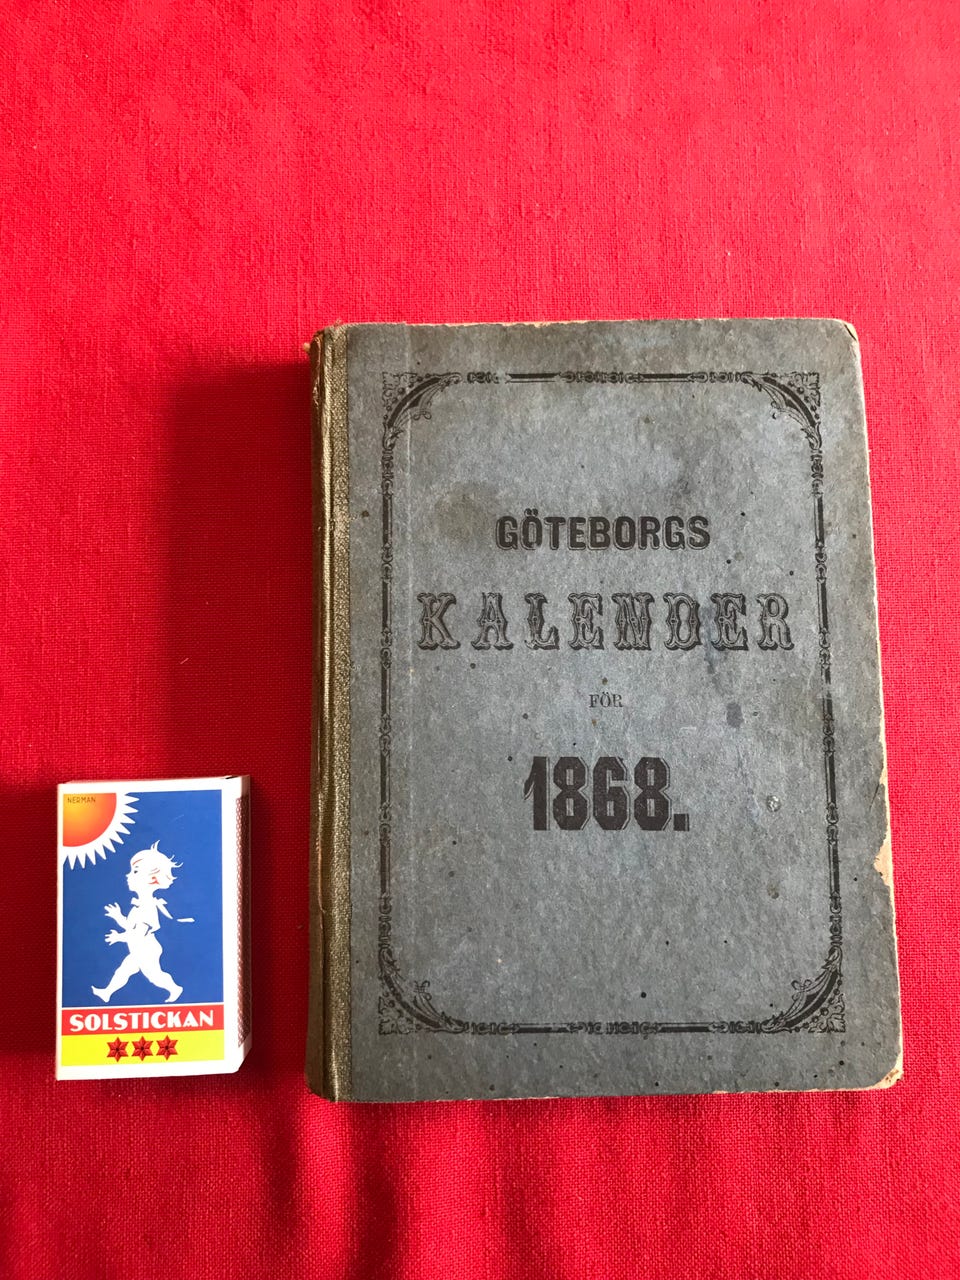 GÖTEBORGS
KALENDER
FÖR
1868.
NERMAN
SOLSTICKAN